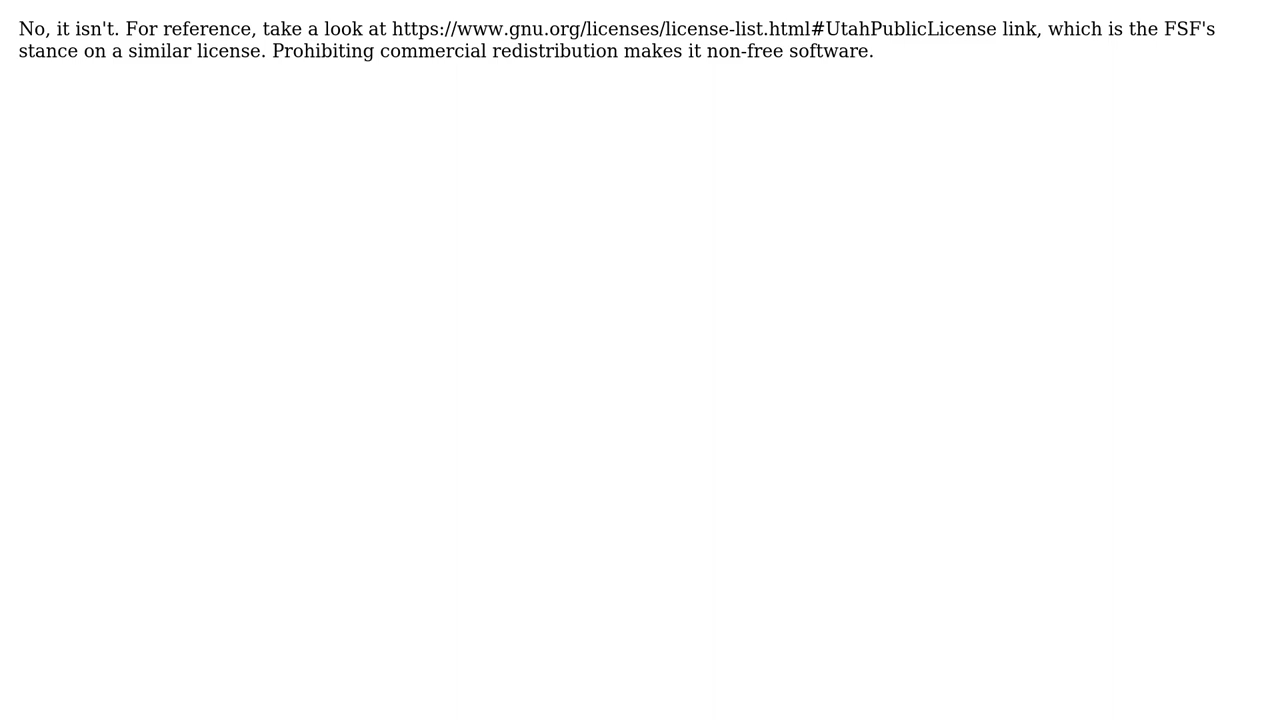 No, it isn't. For reference, take a look at https://www.gnu.org/licenses/license-list.html#UtahPublicLicense link, which is the FSF's
stance on a similar license. Prohibiting commercial redistribution makes it non-free software.